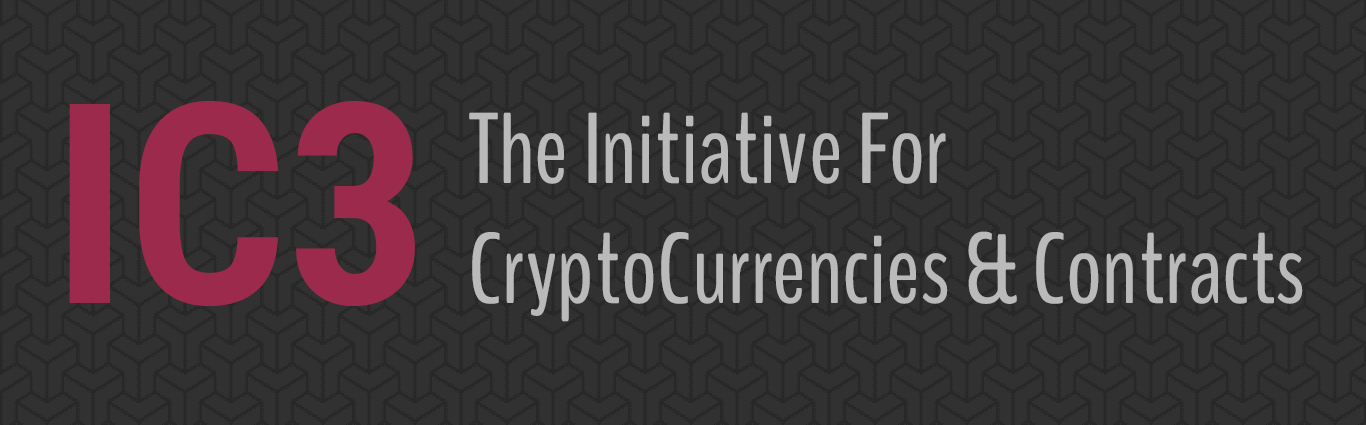 IC3
The Initiative For
CryptoCurrencies & Contracts